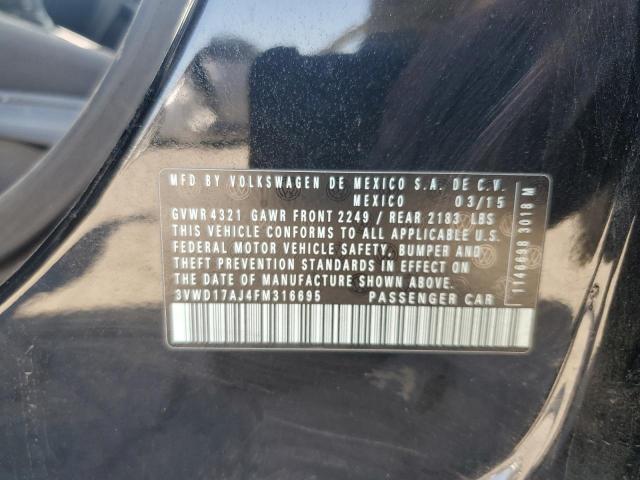 MFD BY VOLKSWAGEN DE MEXICO S.A. DE C.V.
MEXICO 03/15
GVWR 4321 GAWR FRONT 2249 / REAR 2183 LBS
THIS VEHICLE CONFORMS TO ALL APPLICABLE U.S.
FEDERAL MOTOR VEHICLE SAFETY, BUMPER AND
THEFT PREVENTION STANDARDS IN EFFECT ON THE
DATE OF MANUFACTURE SHOWN ABOVE.
3VWD17AJ4FM316695 PASSENGER CAR
1146698 3018 M